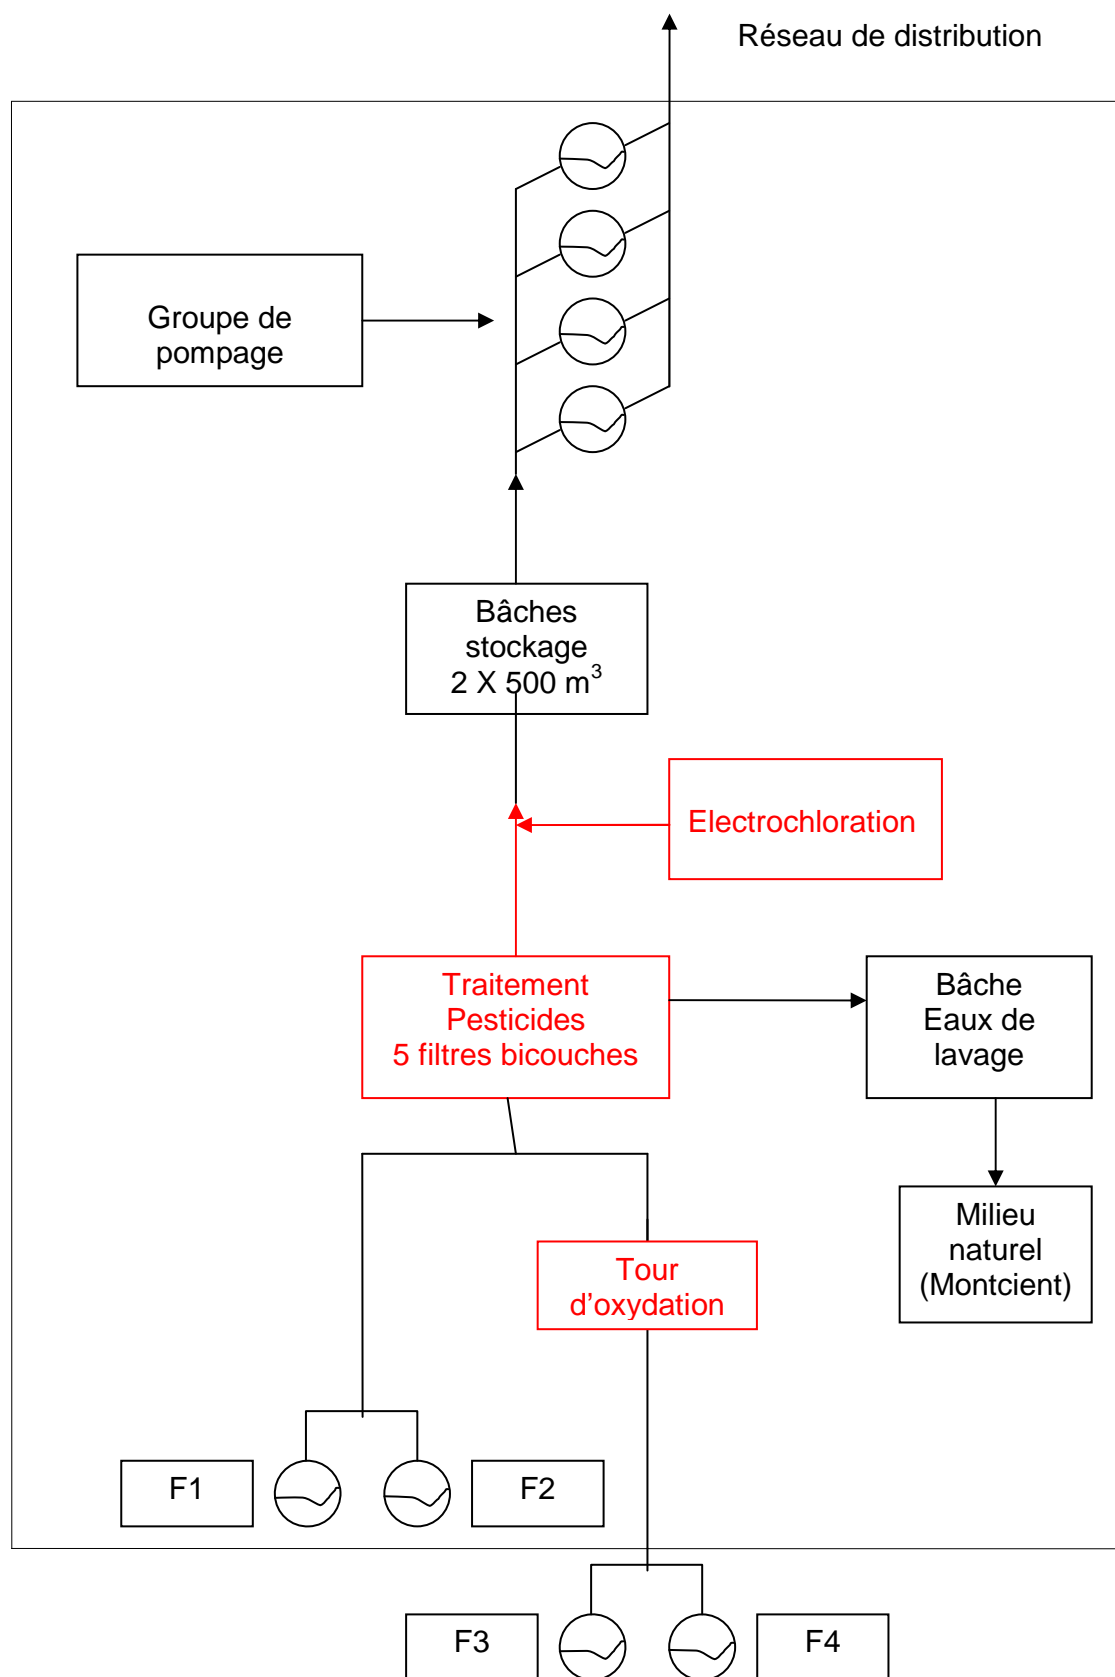 Réseau de distribution
Groupe de
pompage
Bâches
stockage
2 X 500 m³
Electrochloration
Traitement
Pesticides
5 filtres bicouches
Bâche
Eaux de
lavage
Milieu
naturel
(Montcient)
Tour
d'oxydation
F1
F2
F3
F4